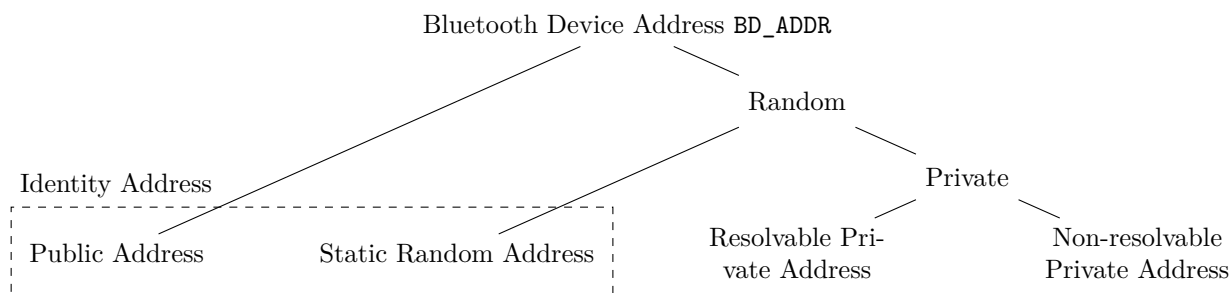 Bluetooth Device Address BD_ADDR
Random
Private
Identity Address
Public Address
Static Random Address
Resolvable Pri-
vate Address
Non-resolvable
Private Address